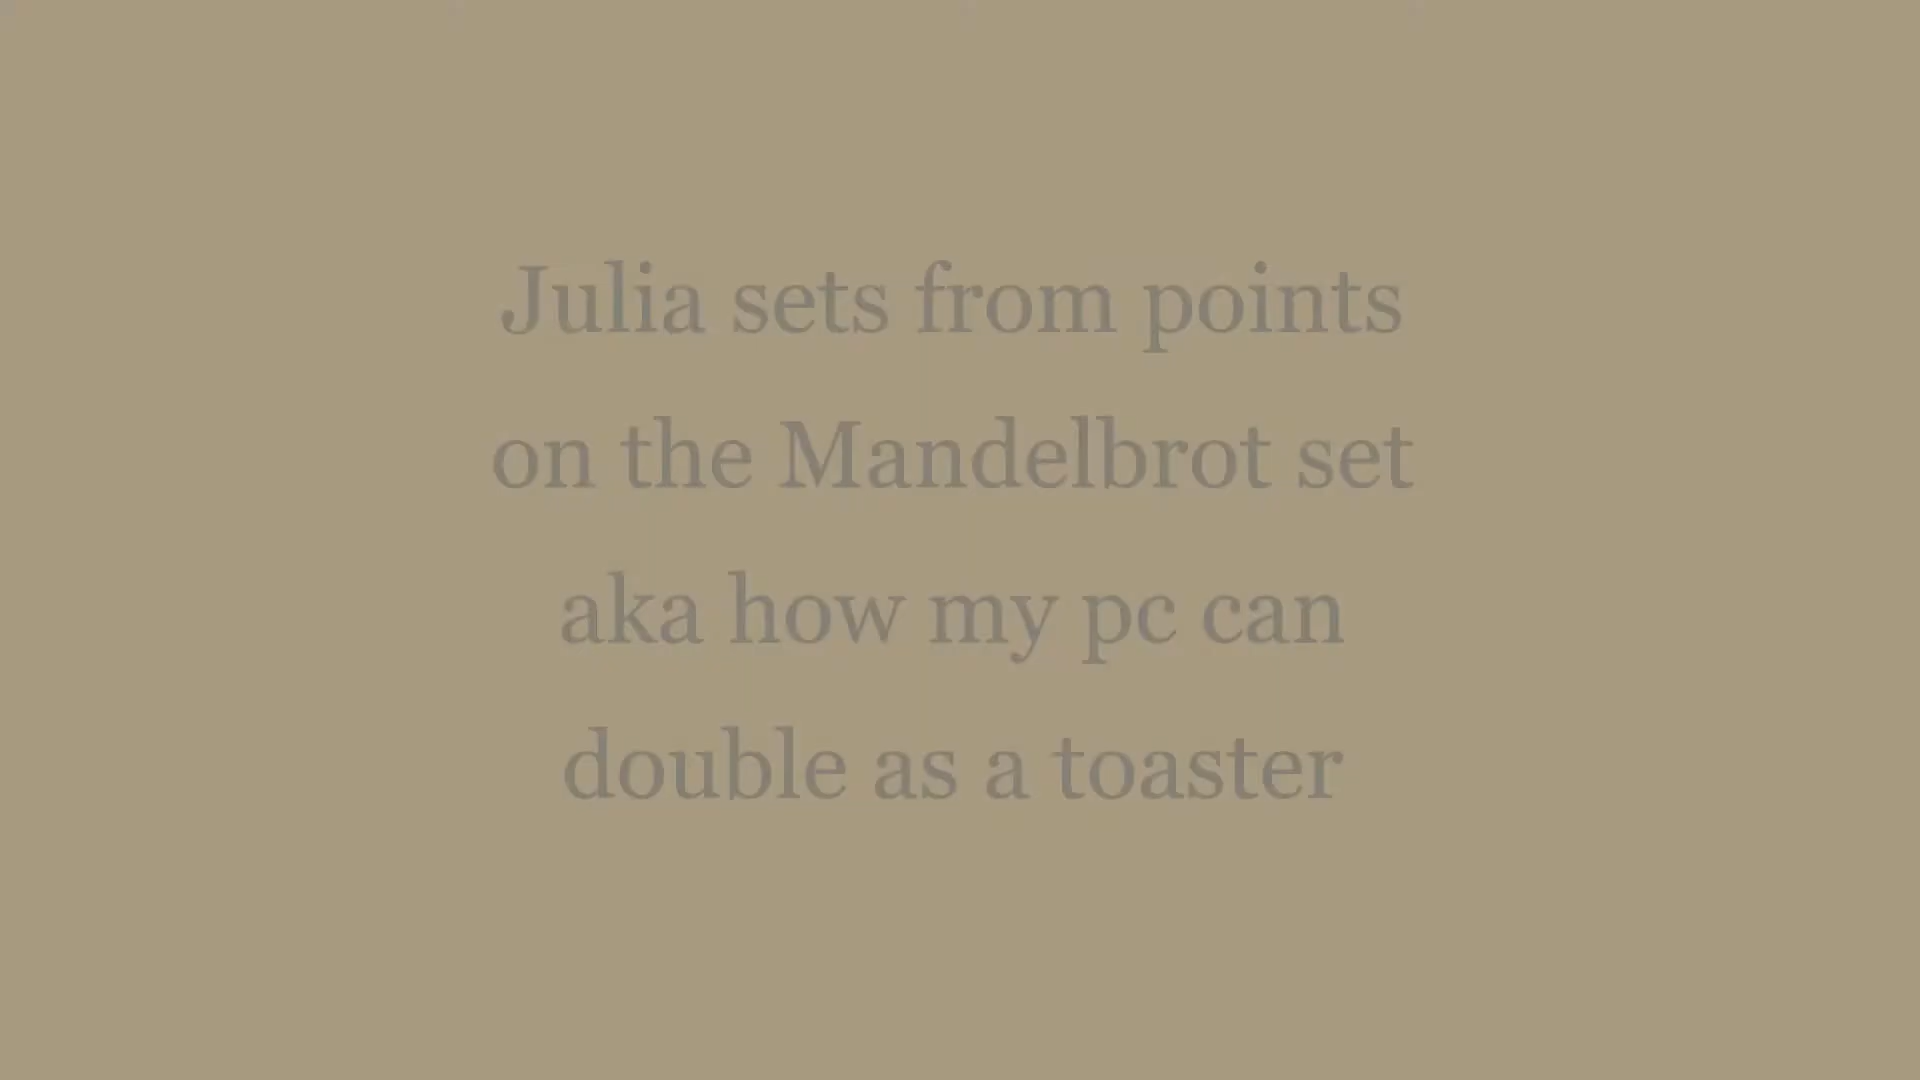 Julia sets from points
on the Mandelbrot set
aka how my pc can
double as a toaster